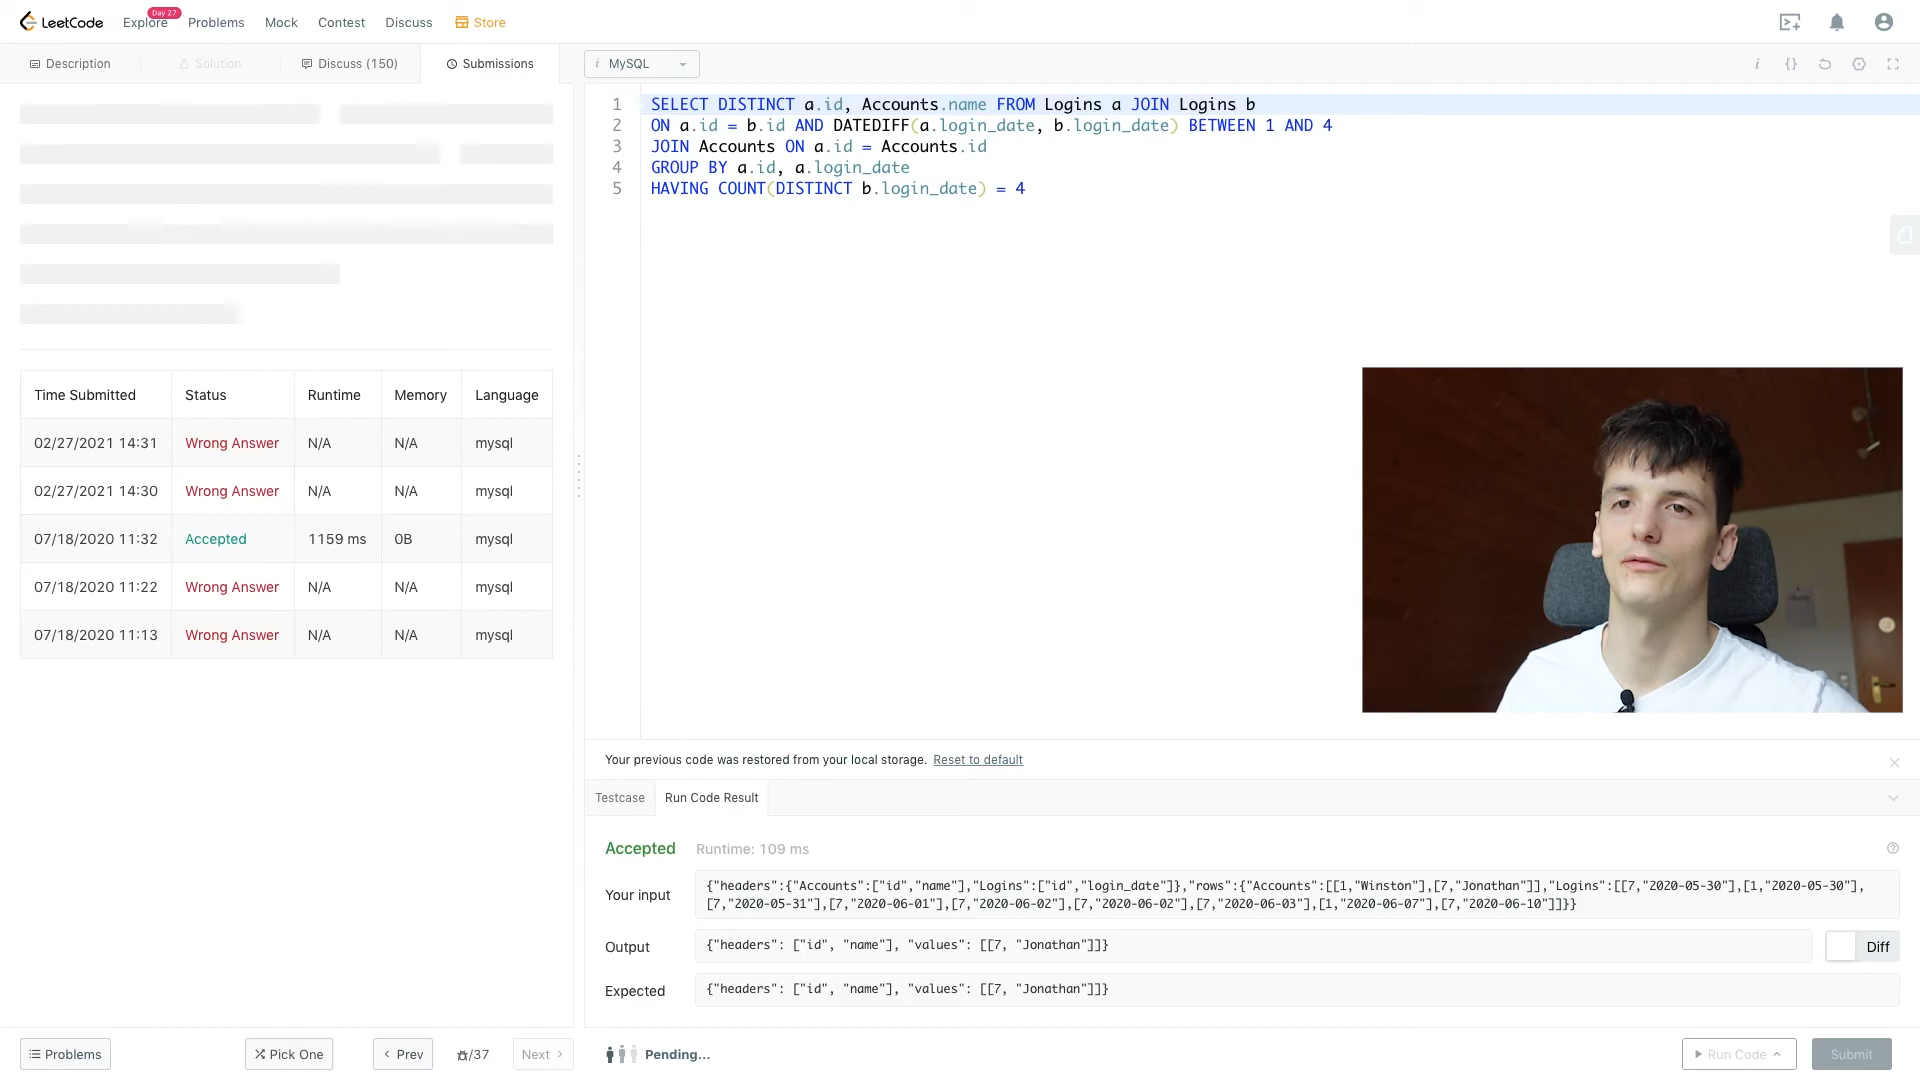 LeetCode
Explore
Day 27
Problems
Mock
Contest
Discuss
Store
Description
Solution
Discuss (150)
Submissions
i MySQL
i {}
1 SELECT DISTINCT a.id, Accounts.name FROM Logins a JOIN Logins b
2 ON a.id = b.id AND DATEDIFF(a.login_date, b.login_date) BETWEEN 1 AND 4
3 JOIN Accounts ON a.id = Accounts.id
4 GROUP BY a.id, a.login_date
5 HAVING COUNT(DISTINCT b.login_date) = 4
Time Submitted Status Runtime Memory Language
02/27/2021 14:31 Wrong Answer N/A N/A mysql
02/27/2021 14:30 Wrong Answer N/A N/A mysql
07/18/2020 11:32 Accepted 1159 ms 0B mysql
07/18/2020 11:22 Wrong Answer N/A N/A mysql
07/18/2020 11:13 Wrong Answer N/A N/A mysql
Your previous code was restored from your local storage. Reset to default
Testcase
Run Code Result
Accepted Runtime: 109 ms
Your input
{"headers":{"Accounts":["id","name"],"Logins":["id","login_date"]},"rows":{"Accounts":[[1,"Winston"],[7,"Jonathan"]],"Logins":[[7,"2020-05-30"],[1,"2020-05-30"],
[7,"2020-05-31"],[7,"2020-06-01"],[7,"2020-06-02"],[7,"2020-06-02"],[7,"2020-06-03"],[1,"2020-06-07"],[7,"2020-06-10"]]}}
Output
{"headers": ["id", "name"], "values": [[7, "Jonathan"]]}
Diff
Expected
{"headers": ["id", "name"], "values": [[7, "Jonathan"]]}
Problems
Pick One
Prev
/37
Next
Pending...
Run Code
Submit